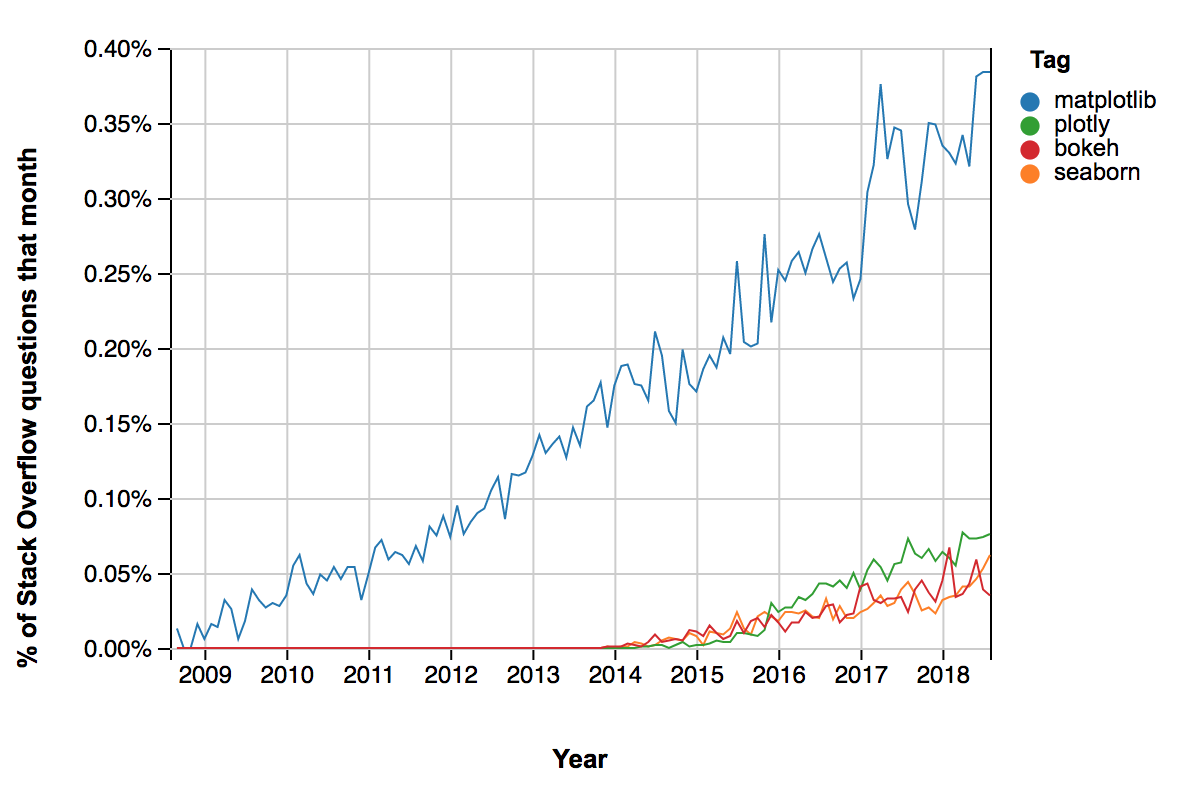 % of Stack Overflow questions that month
0.40%
0.35%
0.30%
0.25%
0.20%
0.15%
0.10%
0.05%
0.00%
2009 2010 2011 2012 2013 2014 2015 2016 2017 2018
Year
Tag
matplotlib
plotly
bokeh
seaborn